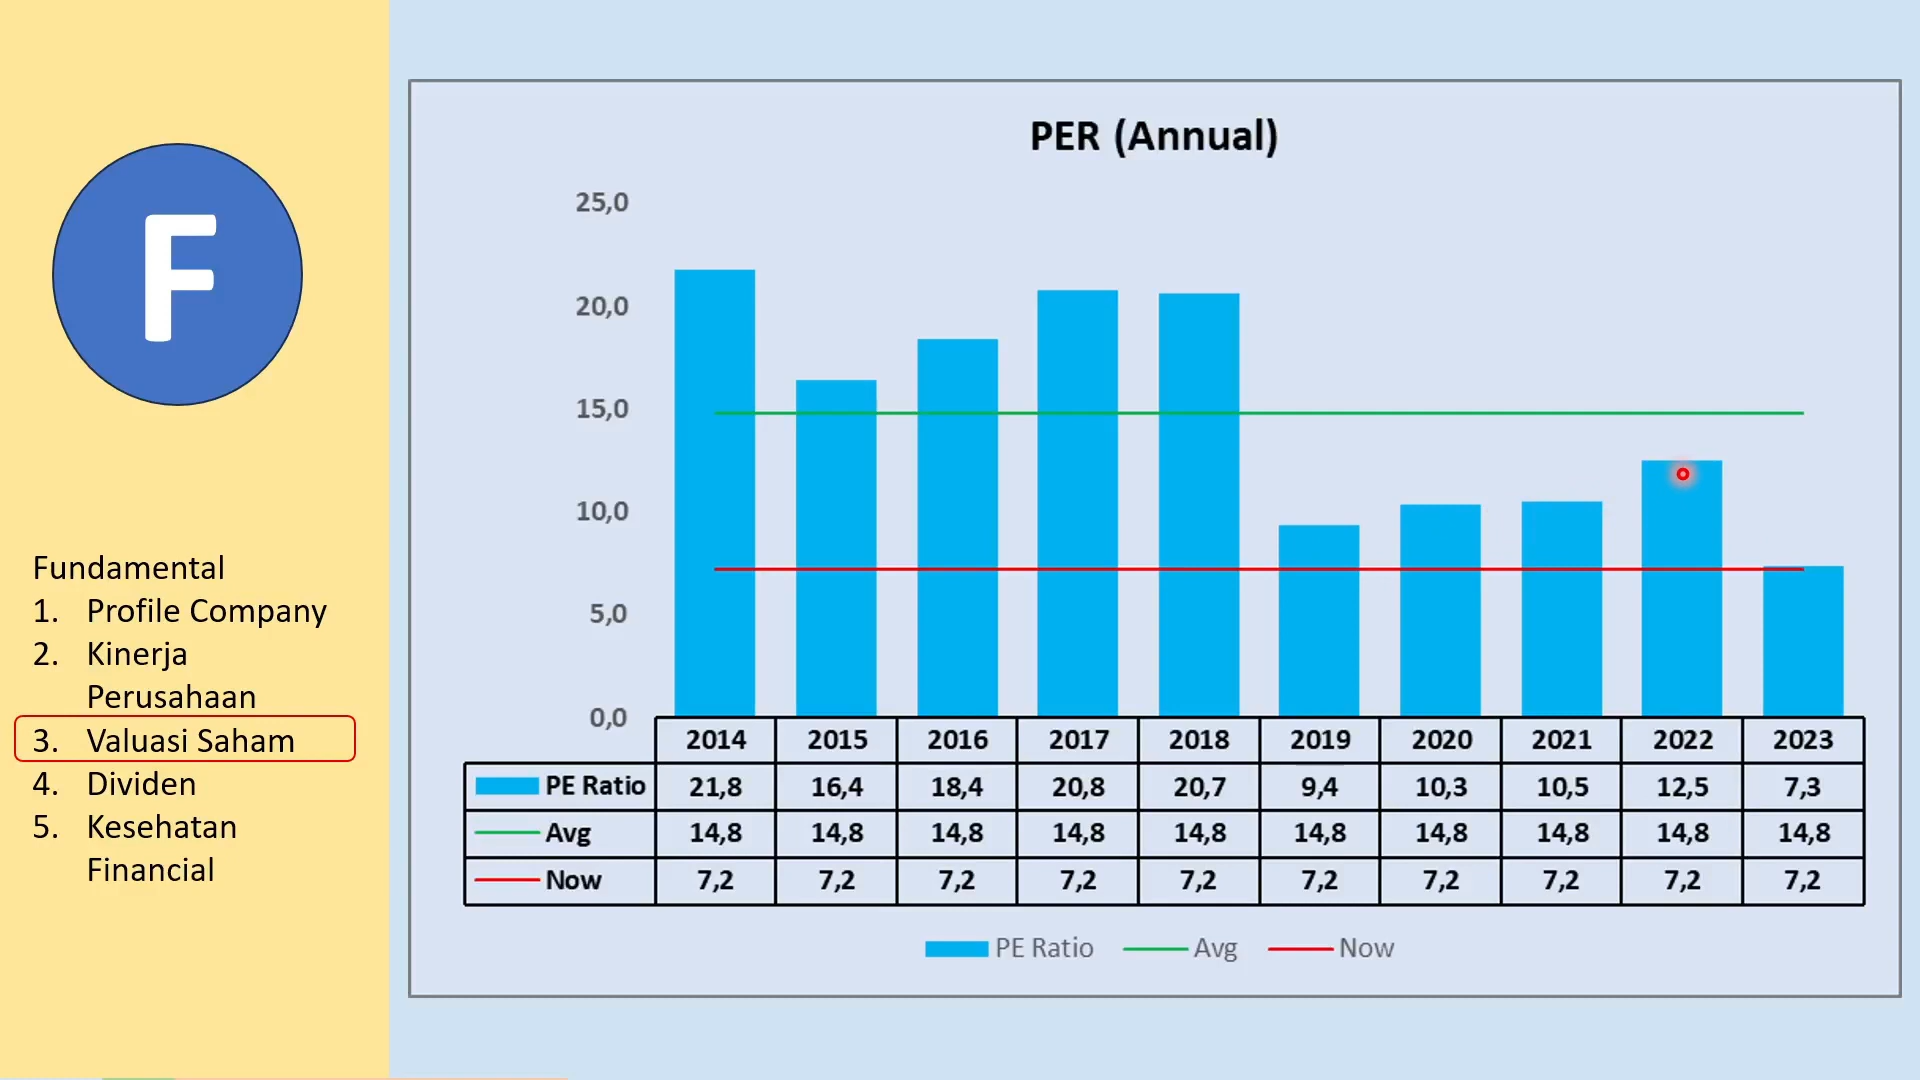 F
Fundamental
1. Profile Company
2. Kinerja
Perusahaan
3. Valuasi Saham
4. Dividen
5. Kesehatan
Financial
PER (Annual)
25,0
20,0
15,0
10,0
5,0
0,0
2014 2015 2016 2017 2018 2019 2020 2021 2022 2023
PE Ratio 21,8 16,4 18,4 20,8 20,7 9,4 10,3 10,5 12,5 7,3
Avg 14,8 14,8 14,8 14,8 14,8 14,8 14,8 14,8 14,8 14,8
Now 7,2 7,2 7,2 7,2 7,2 7,2 7,2 7,2 7,2 7,2
PE Ratio Avg Now